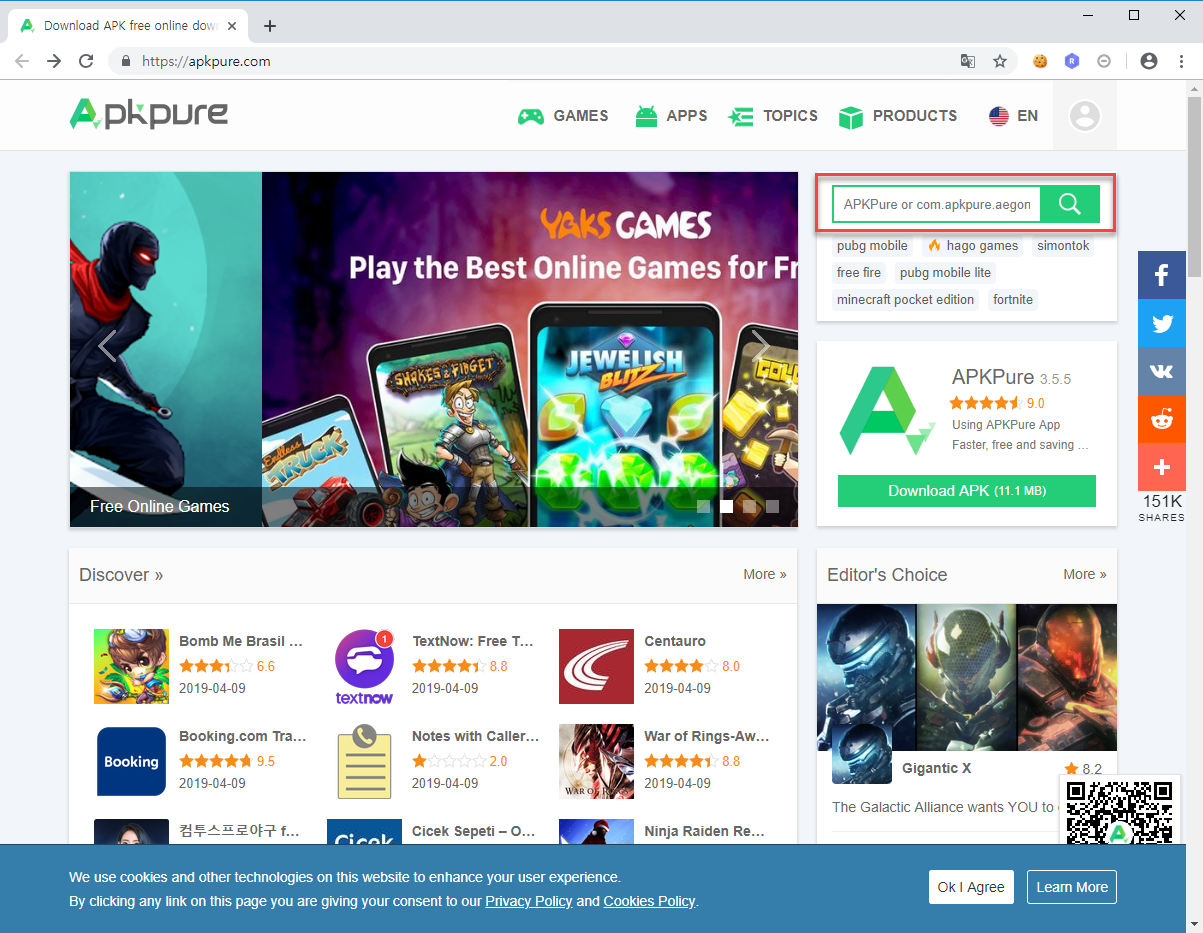 Download APK free online dow
https://apkpure.com
Apkpure
GAMES
APPS
TOPICS
PRODUCTS
EN
YAKS GAMES
Play the Best Online Games for Fr
Endless TRUCK
SNAKES & FIDGET
JEWELISH BLITZ
GOLD
Free Online Games
APKPure or com.apkpure.aegon
pubg mobile
hago games
simontok
free fire
pubg mobile lite
minecraft pocket edition
fortnite
APKPure 3.5.5
9.0
Using APKPure App
Faster, free and saving ...
Download APK (11.1 MB)
151K
SHARES
Discover »
More »
Bomb Me Brasil ...
6.6
2019-04-09
1
textnow
TextNow: Free T...
8.8
2019-04-09
Centauro
8.0
2019-04-09
Booking
Booking.com Tra...
9.5
2019-04-09
Notes with Caller...
2.0
2019-04-09
WAR OF RINGS
War of Rings-Aw...
8.8
2019-04-09
컴투스프로야구 f...
Cicek
Cicek Sepeti – O...
Ninja Raiden Re...
Editor's Choice
More »
Gigantic X
8.2
The Galactic Alliance wants YOU to
We use cookies and other technologies on this website to enhance your user experience.
By clicking any link on this page you are giving your consent to our Privacy Policy and Cookies Policy.
Ok I Agree
Learn More